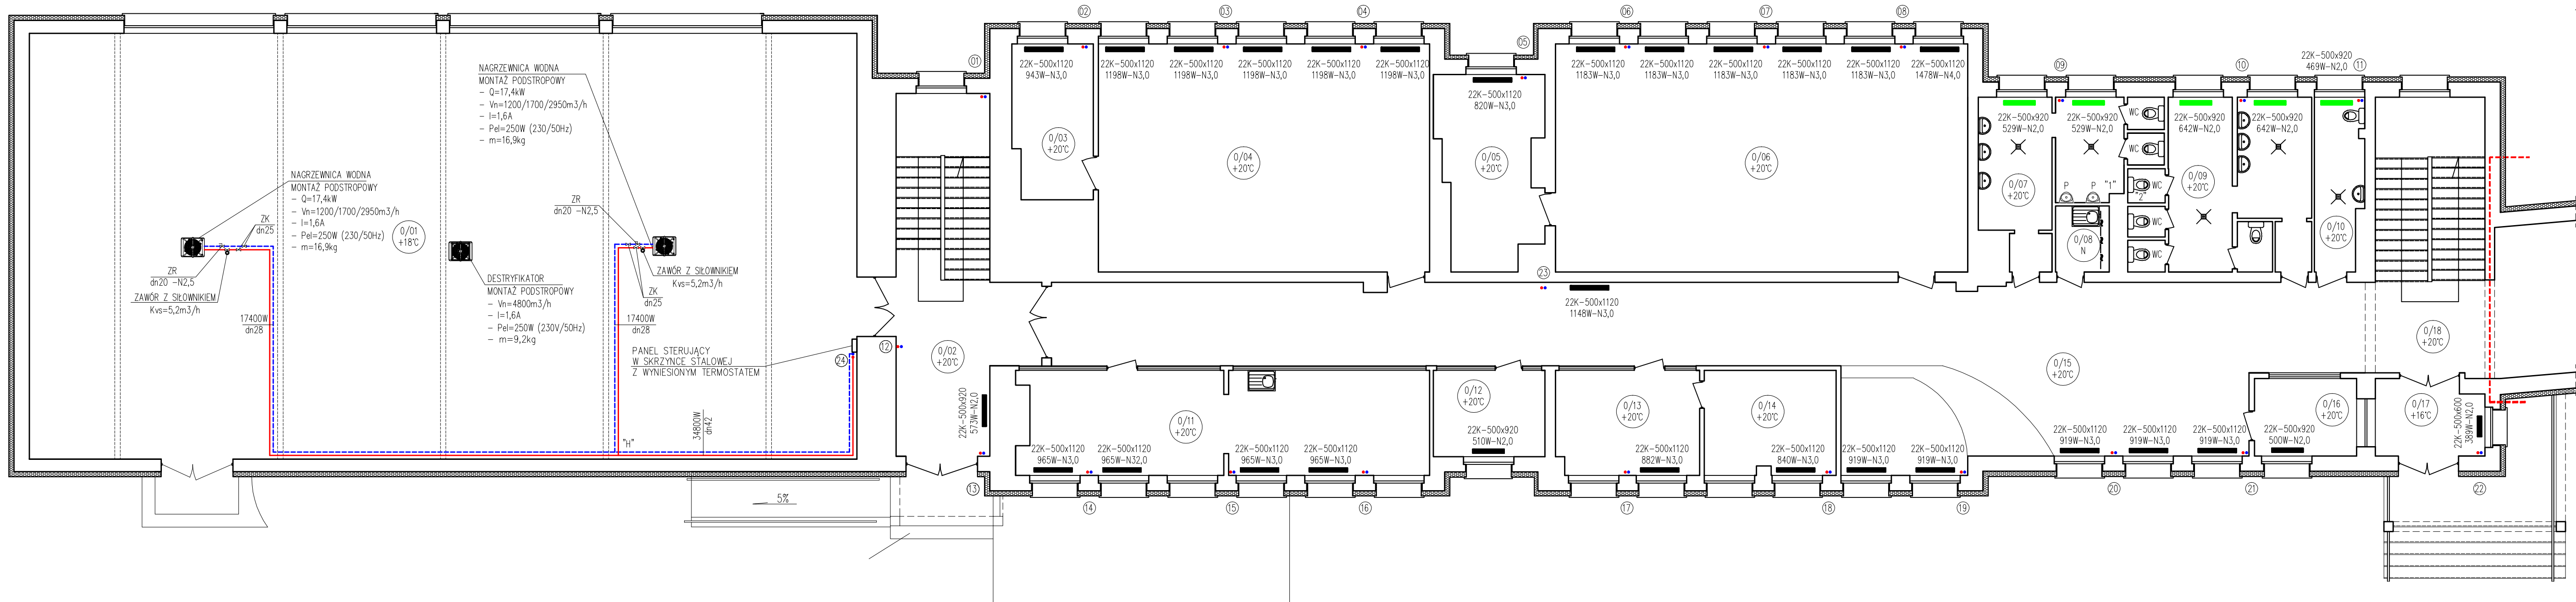 01
02
03
04
05
06
07
08
09
10
11
22K-500x920
469W-N2,0
NAGRZEWNICA WODNA
MONTAŻ PODSTROPOWY
- Q=17,4kW
- Vn=1200/1700/2950m3/h
- I=1,6A
- Pel=250W (230/50Hz)
- m=16,9kg
NAGRZEWNICA WODNA
MONTAŻ PODSTROPOWY
- Q=17,4kW
- Vn=1200/1700/2950m3/h
- I=1,6A
- Pel=250W (230/50Hz)
- m=16,9kg
ZK
dn25
0/01
+18°C
ZR
dn20 -N2,5
ZAWÓR Z SIŁOWNIKIEM
Kvs=5,2m3/h
17400W
dn28
DESTRYFIKATOR
MONTAŻ PODSTROPOWY
- Vn=4800m3/h
- I=1,6A
- Pel=250W (230V/50Hz)
- m=9,2kg
ZR
dn20 -N2,5
ZAWÓR Z SIŁOWNIKIEM
Kvs=5,2m3/h
ZK
dn25
17400W
dn28
PANEL STERUJĄCY
W SKRZYNCE STALOWEJ
Z WYNIESIONYM TERMOSTATEM
"H"
34800W
dn42
24
12
0/02
+20°C
22K-500x920
573W-N2,0
13
5%
22K-500x1120
943W-N3,0
0/03
+20°C
22K-500x1120
1198W-N3,0
22K-500x1120
1198W-N3,0
22K-500x1120
1198W-N3,0
22K-500x1120
1198W-N3,0
22K-500x1120
1198W-N3,0
0/04
+20°C
22K-500x1120
820W-N3,0
0/05
+20°C
22K-500x1120
1183W-N3,0
22K-500x1120
1183W-N3,0
22K-500x1120
1183W-N3,0
22K-500x1120
1183W-N3,0
22K-500x1120
1183W-N3,0
22K-500x1120
1478W-N4,0
0/06
+20°C
23
22K-500x1120
1148W-N3,0
22K-500x920
529W-N2,0
0/07
+20°C
22K-500x920
529W-N2,0
P
P
"1"
0/08
N
WC
WC
WC
"2"
WC
WC
22K-500x920
642W-N2,0
0/09
+20°C
22K-500x920
642W-N2,0
0/10
+20°C
0/11
+20°C
22K-500x1120
965W-N3,0
22K-500x1120
965W-N32,0
22K-500x1120
965W-N3,0
22K-500x1120
965W-N3,0
14
15
16
0/12
+20°C
22K-500x920
510W-N2,0
0/13
+20°C
22K-500x1120
882W-N3,0
17
0/14
+20°C
22K-500x1120
840W-N3,0
18
22K-500x1120
919W-N3,0
22K-500x1120
919W-N3,0
19
0/15
+20°C
22K-500x1120
919W-N3,0
22K-500x1120
919W-N3,0
22K-500x1120
919W-N3,0
20
21
0/16
+20°C
22K-500x920
500W-N2,0
0/17
+16°C
22K-500x600
389W-N2,0
0/18
+20°C
22